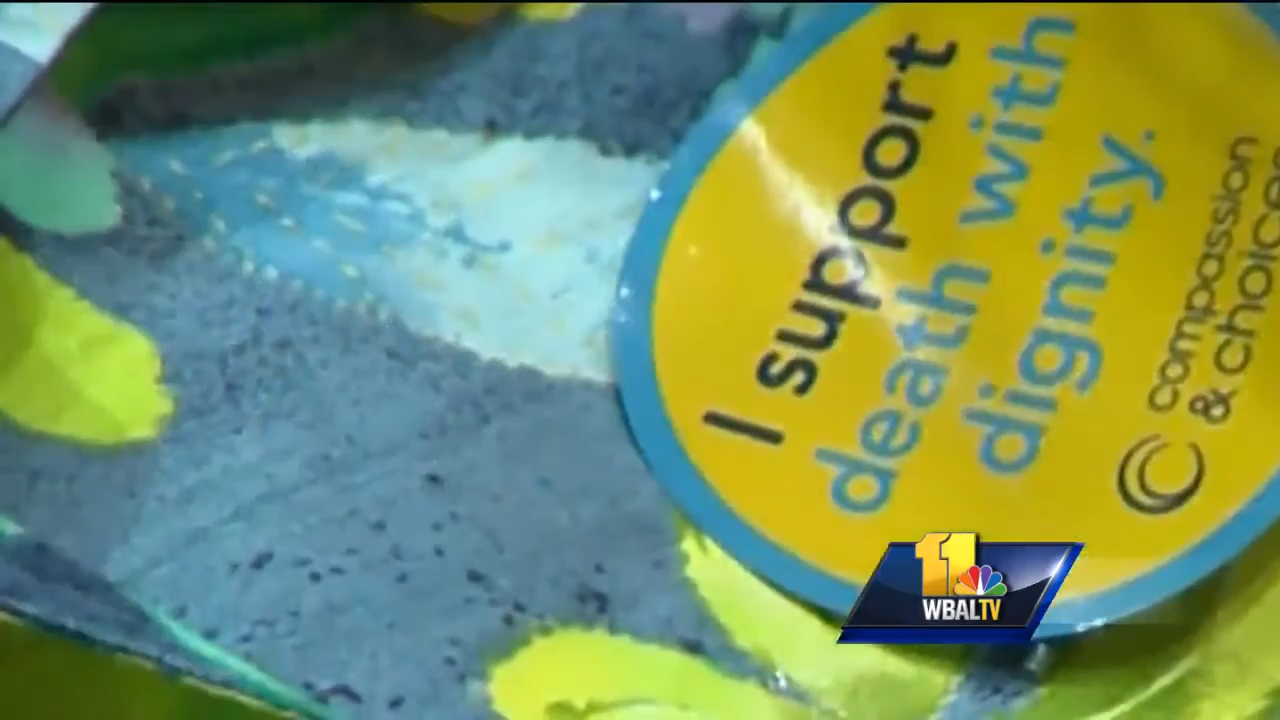 I support
death with
dignity.
compassion
& choices
11
WBALTV